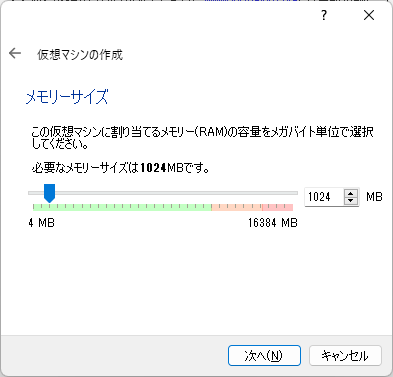 ?
仮想マシンの作成
メモリーサイズ
この仮想マシンに割り当てるメモリー(RAM)の容量をメガバイト単位で選択
してください。
必要なメモリーサイズは1024MBです。
1024 MB
4 MB 16384 MB
次へ(N) キャンセル